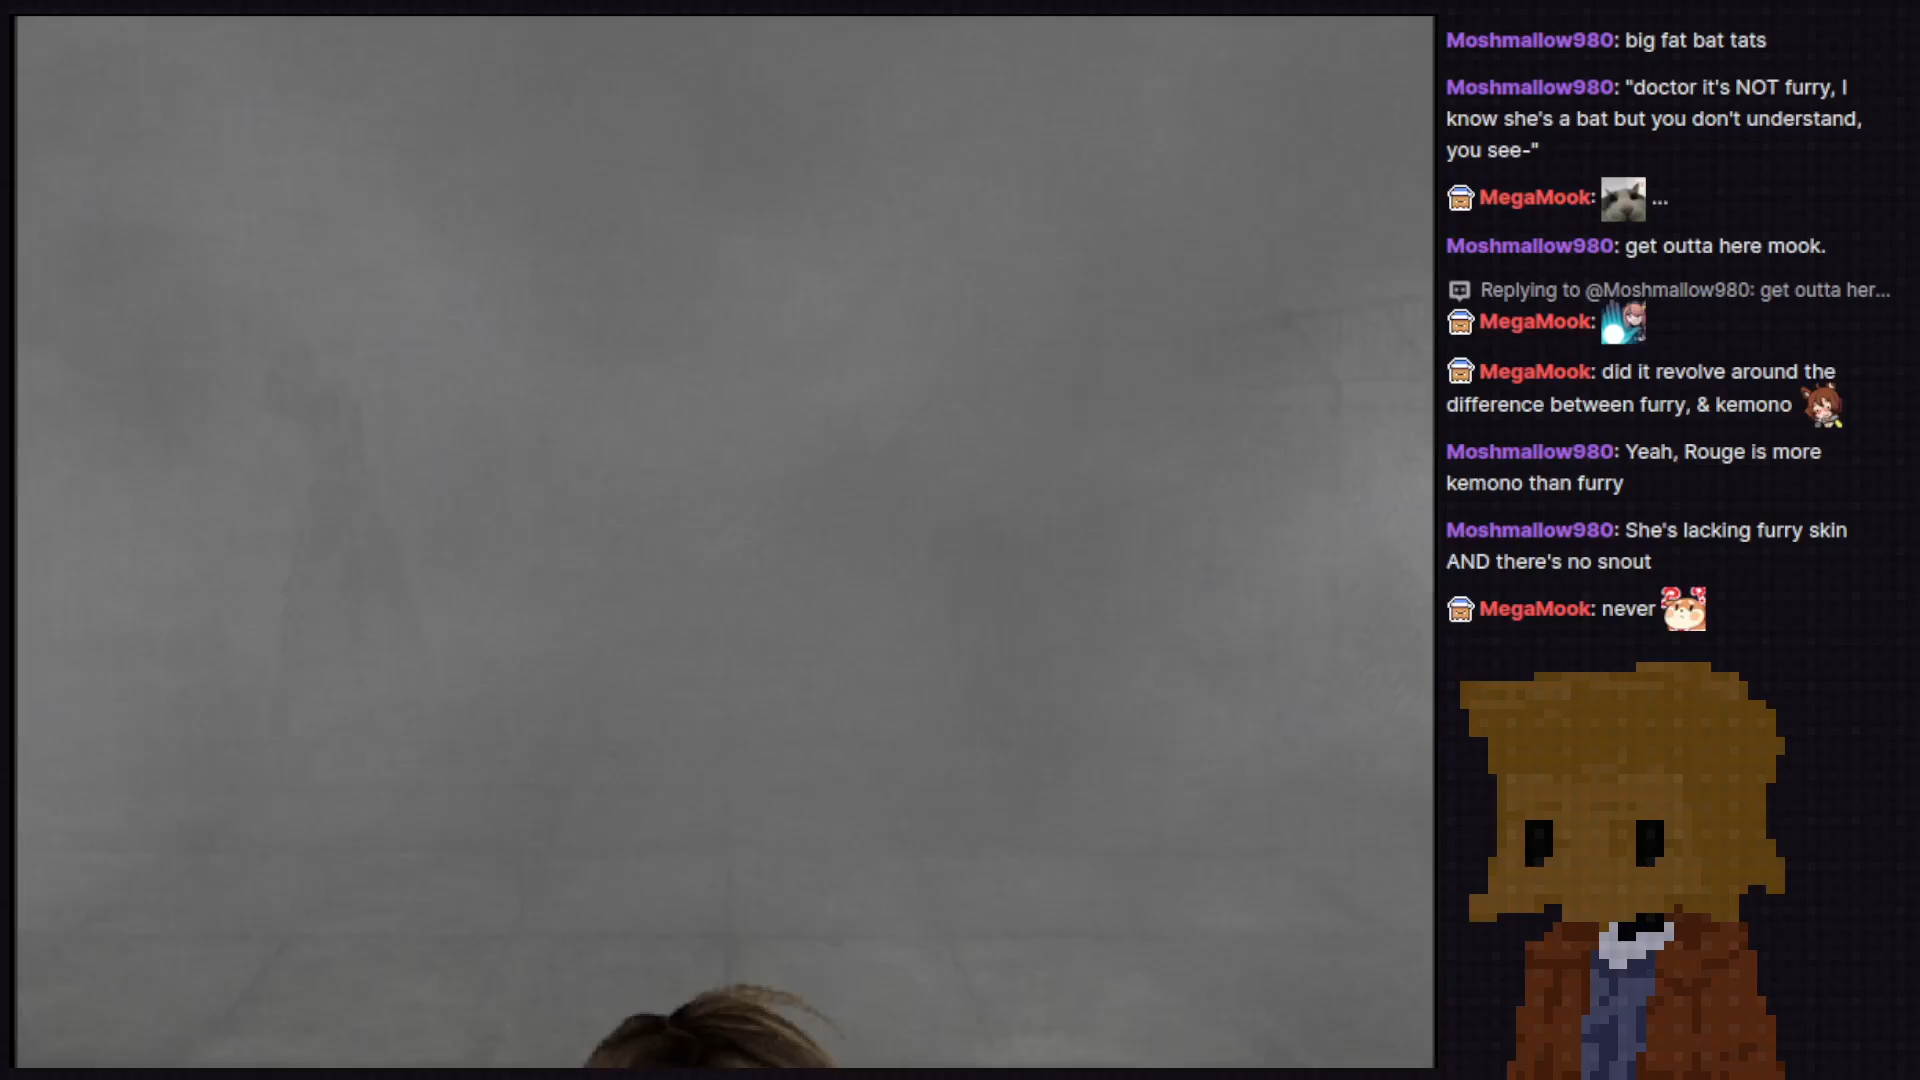 Moshmallow980: big fat bat tats
Moshmallow980: "doctor it's NOT furry, I
know she's a bat but you don't understand,
you see-"
MegaMook: ...
Moshmallow980: get outta here mook.
Replying to @Moshmallow980: get outta her...
MegaMook:
MegaMook: did it revolve around the
difference between furry, & kemono
Moshmallow980: Yeah, Rouge is more
kemono than furry
Moshmallow980: She's lacking furry skin
AND there's no snout
MegaMook: never